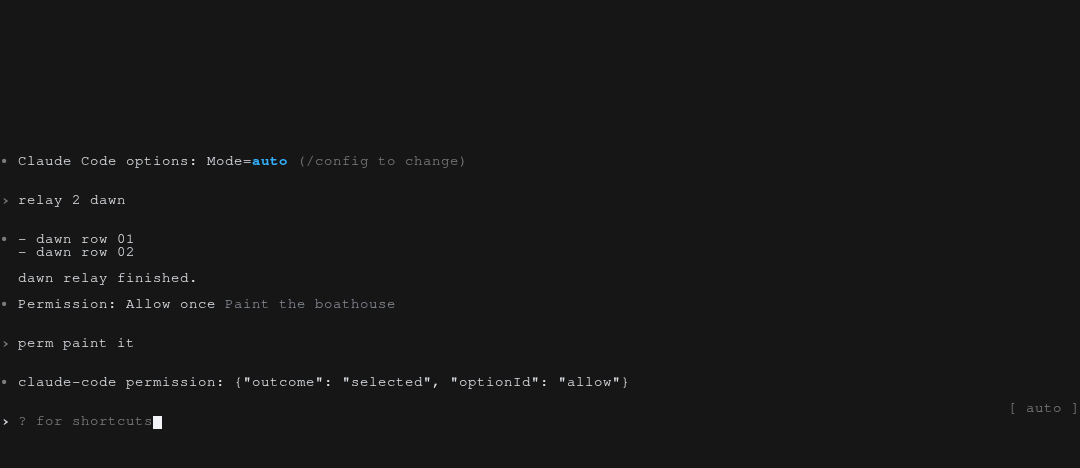 • Claude Code options: Mode=auto (/config to change)
› relay 2 dawn
• - dawn row 01
- dawn row 02
dawn relay finished.
• Permission: Allow once Paint the boathouse
› perm paint it
• claude-code permission: {"outcome": "selected", "optionId": "allow"}
[ auto ]
› ? for shortcuts